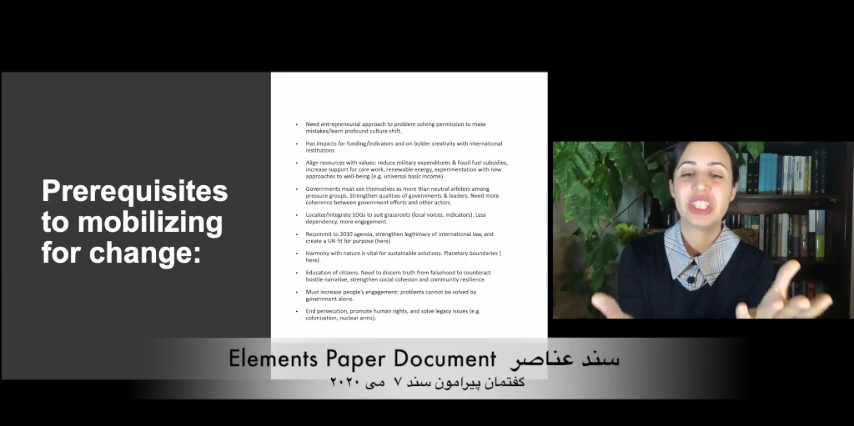 Prerequisites
to mobilizing
for change:
• Need entrepreneurial approach to problem solving permission to make
mistakes/learn profound culture shift.
• Has impacts for funding/indicators and on bolder creativity with international
institutions
• Align resources with values: reduce military expenditures & fossil fuel subsidies,
increase support for care work, renewable energy, experimentation with new
approaches to well-being (e.g. universal basic income).
• Governments must see themselves as more than neutral arbiters among
pressure groups. Strengthen qualities of governments & leaders. Need more
coherence between government efforts and other actors.
• Localize/integrate SDGs to suit grassroots (local voices, indicators). Less
dependency, more engagement.
• Recommit to 2030 agenda, strengthen legitimacy of international law, and
create a UN fit for purpose (here)
• Harmony with nature is vital for sustainable solutions. Planetary boundaries (
here)
• Education of citizens. Need to discern truth from falsehood to counteract
hostile narrative, strengthen social cohesion and community resilience.
• Must increase people's engagement: problems cannot be solved by
government alone.
• End persecution, promote human rights, and solve legacy issues (e.g.
colonization, nuclear arms).
Elements Paper Document سند عناصر
گفتمان پیرامون سند ۷ می ۲۰۲۰